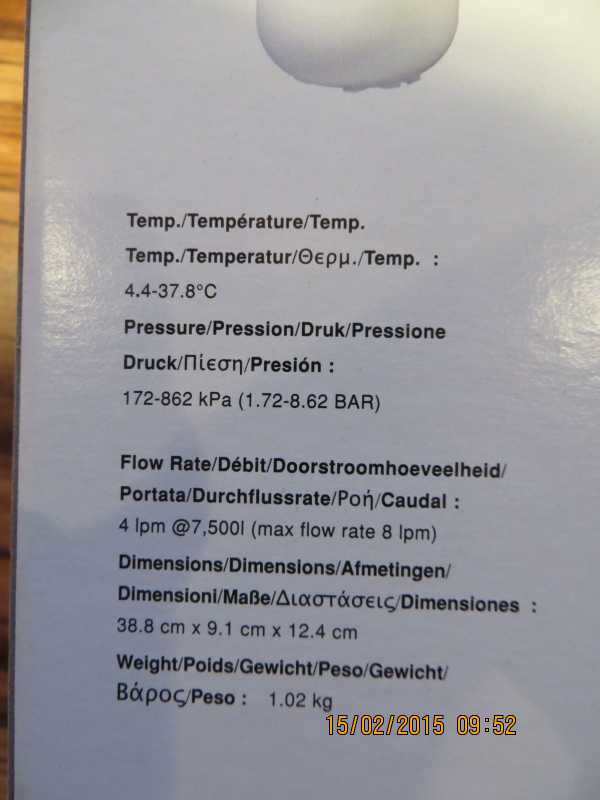 Temp./Température/Temp.
Temp./Temperatur/Θερμ./Temp. :
4.4-37.8°C
Pressure/Pression/Druk/Pressione
Druck/Πίεση/Presión :
172-862 kPa (1.72-8.62 BAR)
Flow Rate/Débit/Doorstroomhoeveelheid/
Portata/Durchflussrate/Ροή/Caudal :
4 lpm @7,500l (max flow rate 8 lpm)
Dimensions/Dimensions/Afmetingen/
Dimensioni/Maße/Διαστάσεις/Dimensiones :
38.8 cm x 9.1 cm x 12.4 cm
Weight/Poids/Gewicht/Peso/Gewicht/
Βάρος/Peso : 1.02 kg
15/02/2015 09:52